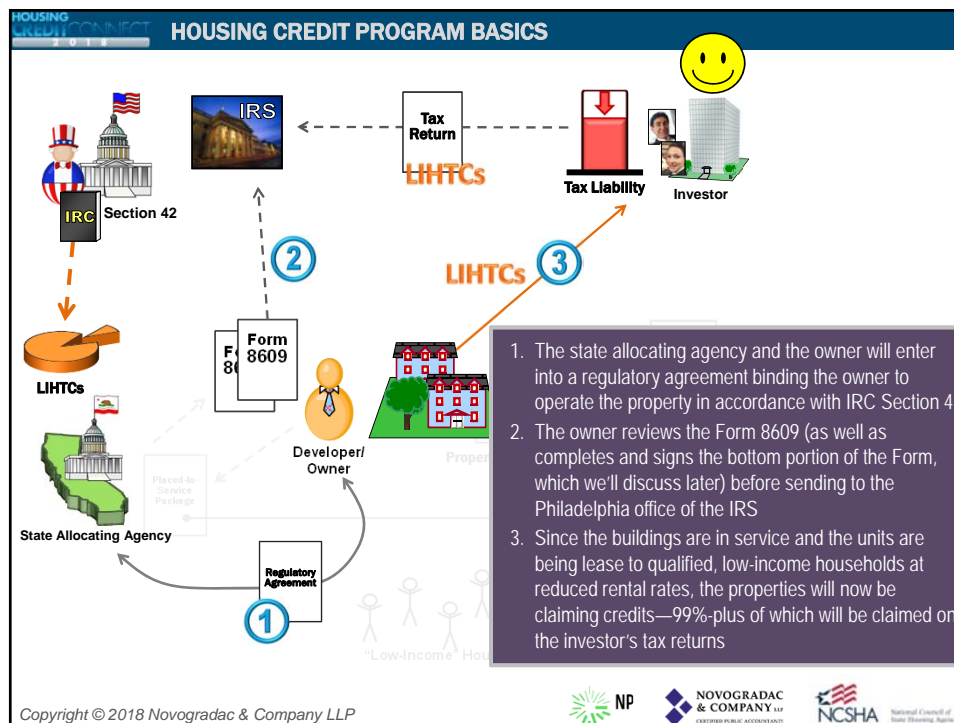 HOUSING
CREDIT CONNECT
2018
HOUSING CREDIT PROGRAM BASICS
IRS
Tax
Return
LIHTCs
Tax Liability
Investor
IRC
Section 42
2
LIHTCs
3
LIHTCs
Form
8609
Developer/
Owner
Placed-In-
Service
Package
State Allocating Agency
Regulatory
Agreement
1
"Low-Income"
1. The state allocating agency and the owner will enter
into a regulatory agreement binding the owner to
operate the property in accordance with IRC Section 4
2. The owner reviews the Form 8609 (as well as
completes and signs the bottom portion of the Form,
which we'll discuss later) before sending to the
Philadelphia office of the IRS
3. Since the buildings are in service and the units are
being lease to qualified, low-income households at
reduced rental rates, the properties will now be
claiming credits—99%-plus of which will be claimed on
the investor's tax returns
Copyright © 2018 Novogradac & Company LLP
NP
NOVOGRADAC
& COMPANY LLP
CERTIFIED PUBLIC ACCOUNTANTS
NCSHA
National Council of
State Housing